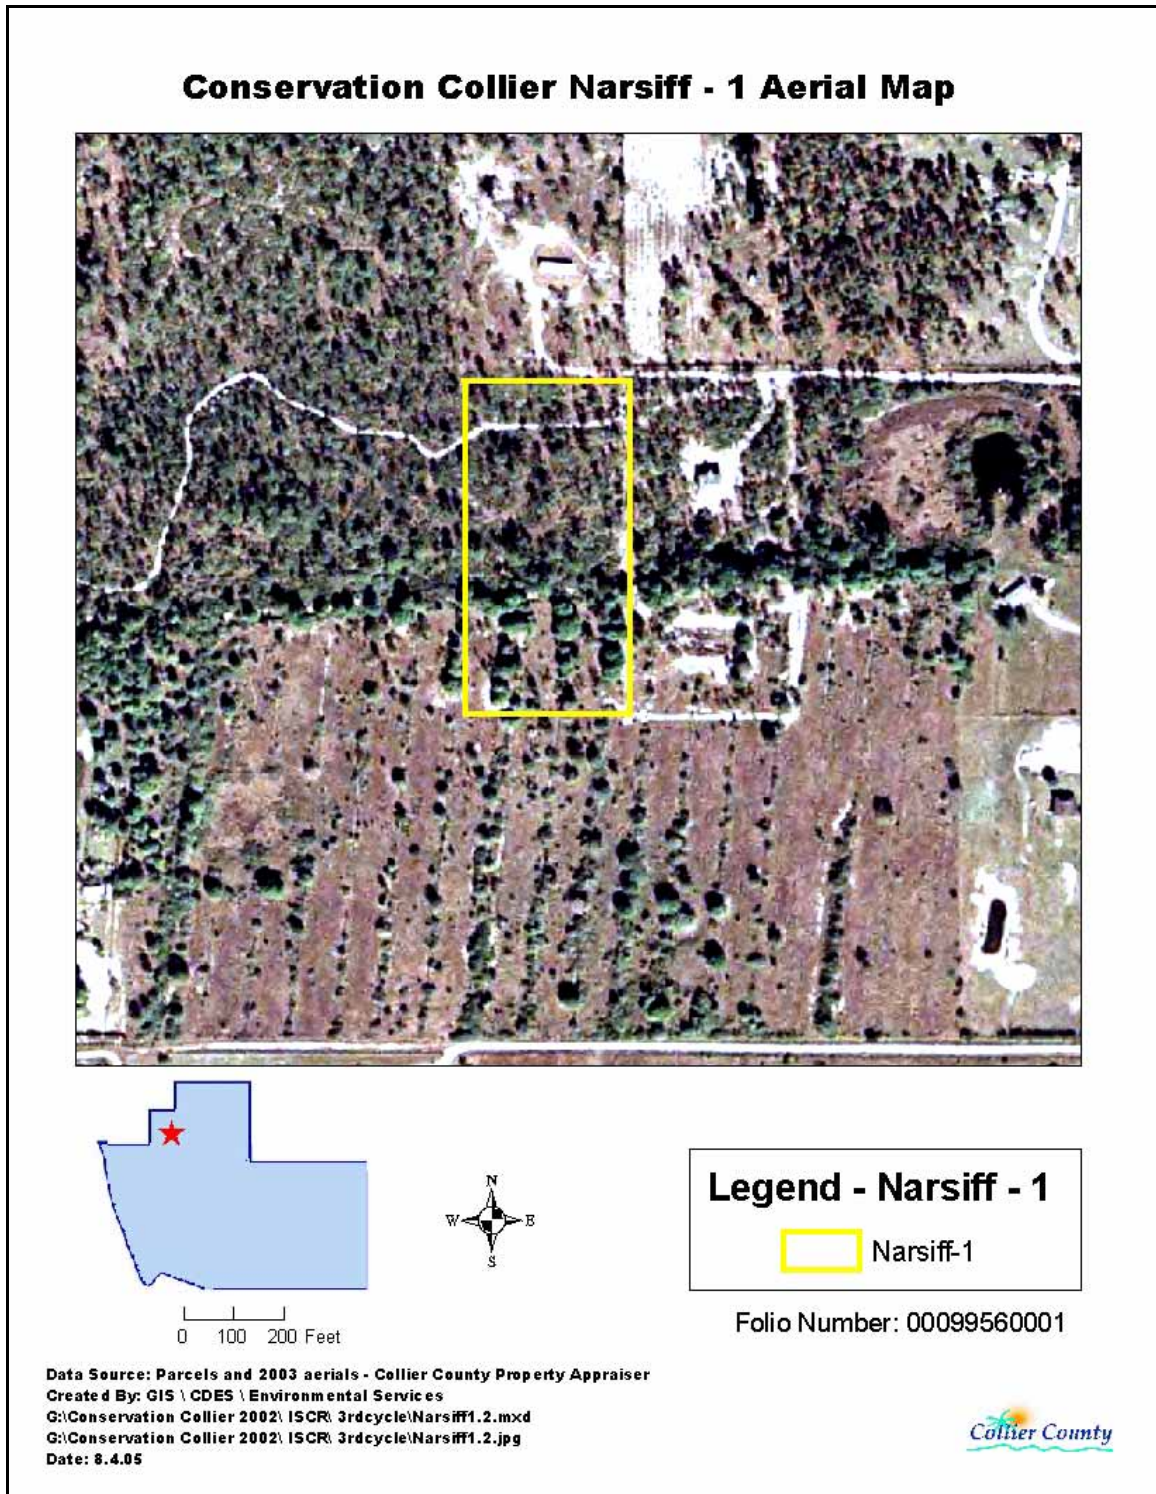 Conservation Collier Narsiff - 1 Aerial Map
N
W E
S
0 100 200 Feet
Legend - Narsiff - 1
Narsiff-1
Folio Number: 00099560001
Data Source: Parcels and 2003 aerials - Collier County Property Appraiser
Created By: GIS \ CDES \ Environmental Services
G:\Conservation Collier 2002\ ISCR\ 3rdcycle\Narsiff1.2.mxd
G:\Conservation Collier 2002\ ISCR\ 3rdcycle\Narsiff1.2.jpg
Date: 8.4.05
Collier County